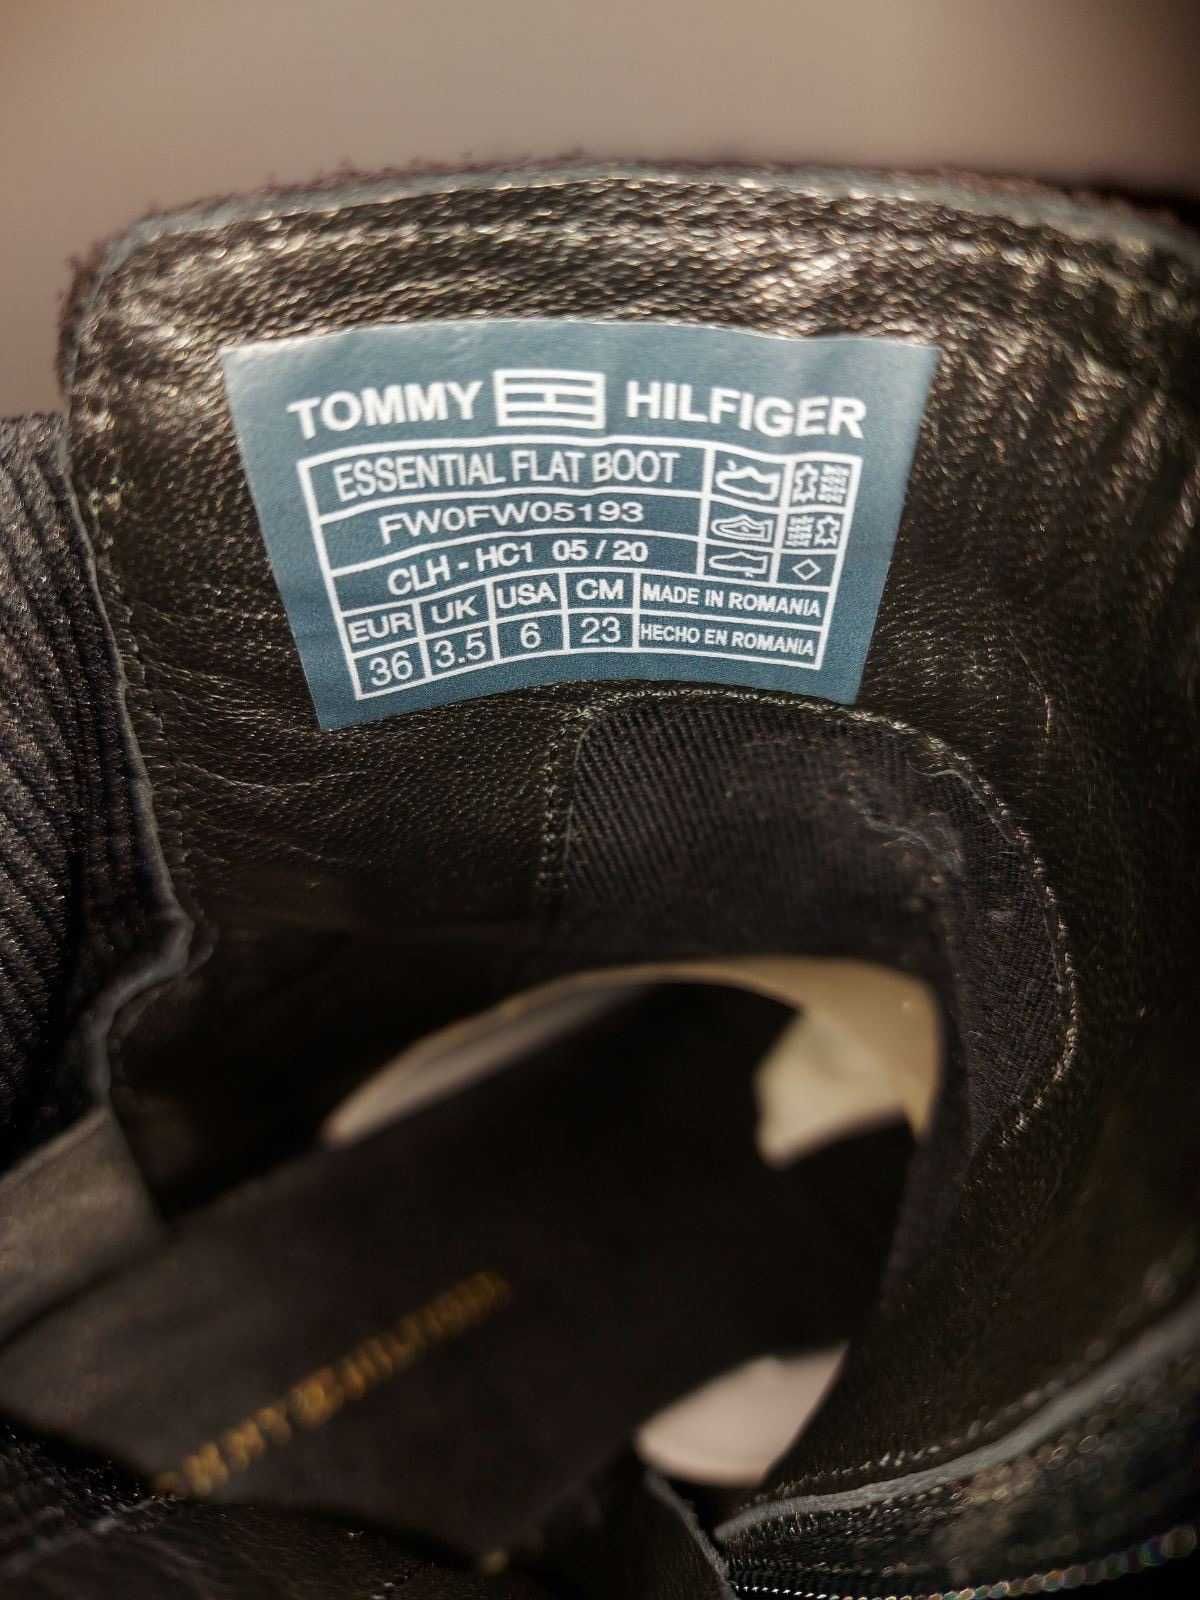 TOMMY HILFIGER
ESSENTIAL FLAT BOOT
FW0FW05193
CLH - HC1 05 / 20
EUR UK USA CM MADE IN ROMANIA
36 3.5 6 23 HECHO EN ROMANIA